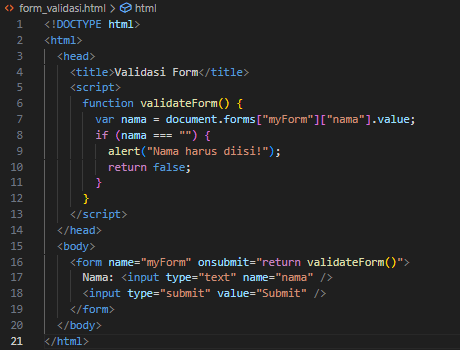 form_validasi.html > html
1 <!DOCTYPE html>
2 <html>
3 <head>
4 <title>Validasi Form</title>
5 <script>
6 function validateForm() {
7 var nama = document.forms["myForm"]["nama"].value;
8 if (nama === "") {
9 alert("Nama harus diisi!");
10 return false;
11 }
12 }
13 </script>
14 </head>
15 <body>
16 <form name="myForm" onsubmit="return validateForm()">
17 Nama: <input type="text" name="nama" />
18 <input type="submit" value="Submit" />
19 </form>
20 </body>
21 </html>